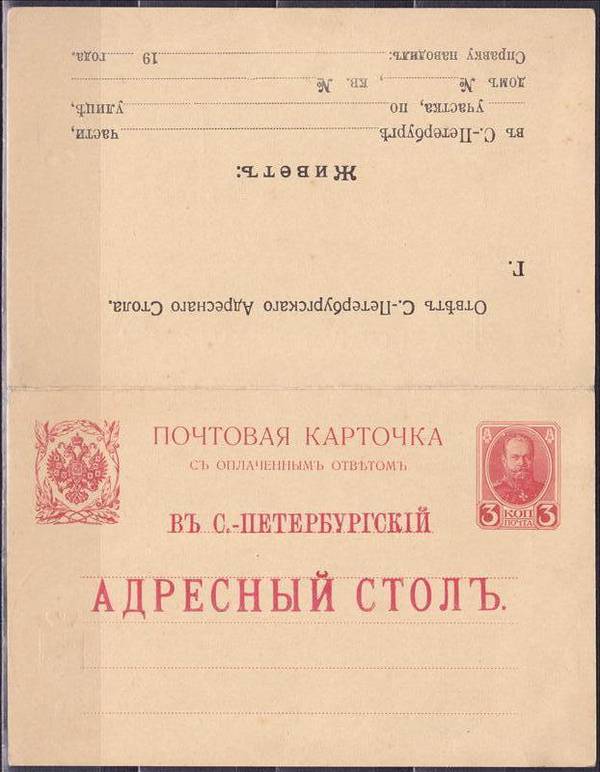 Отвѣтъ С.-Петербургскаго Адреснаго Стола.
Г.
Живетъ:
въ С.-Петербургѣ части,
участка, по улицѣ,
домъ №, кв. №
Справку наводилъ: 19 года.
ПОЧТОВАЯ КАРТОЧКА
СЪ ОПЛАЧЕННЫМЪ ОТВѢТОМЪ
3 КОП 3
ПОЧТА
ВЪ С.-ПЕТЕРБУРГСКІЙ
АДРЕСНЫЙ СТОЛЪ.